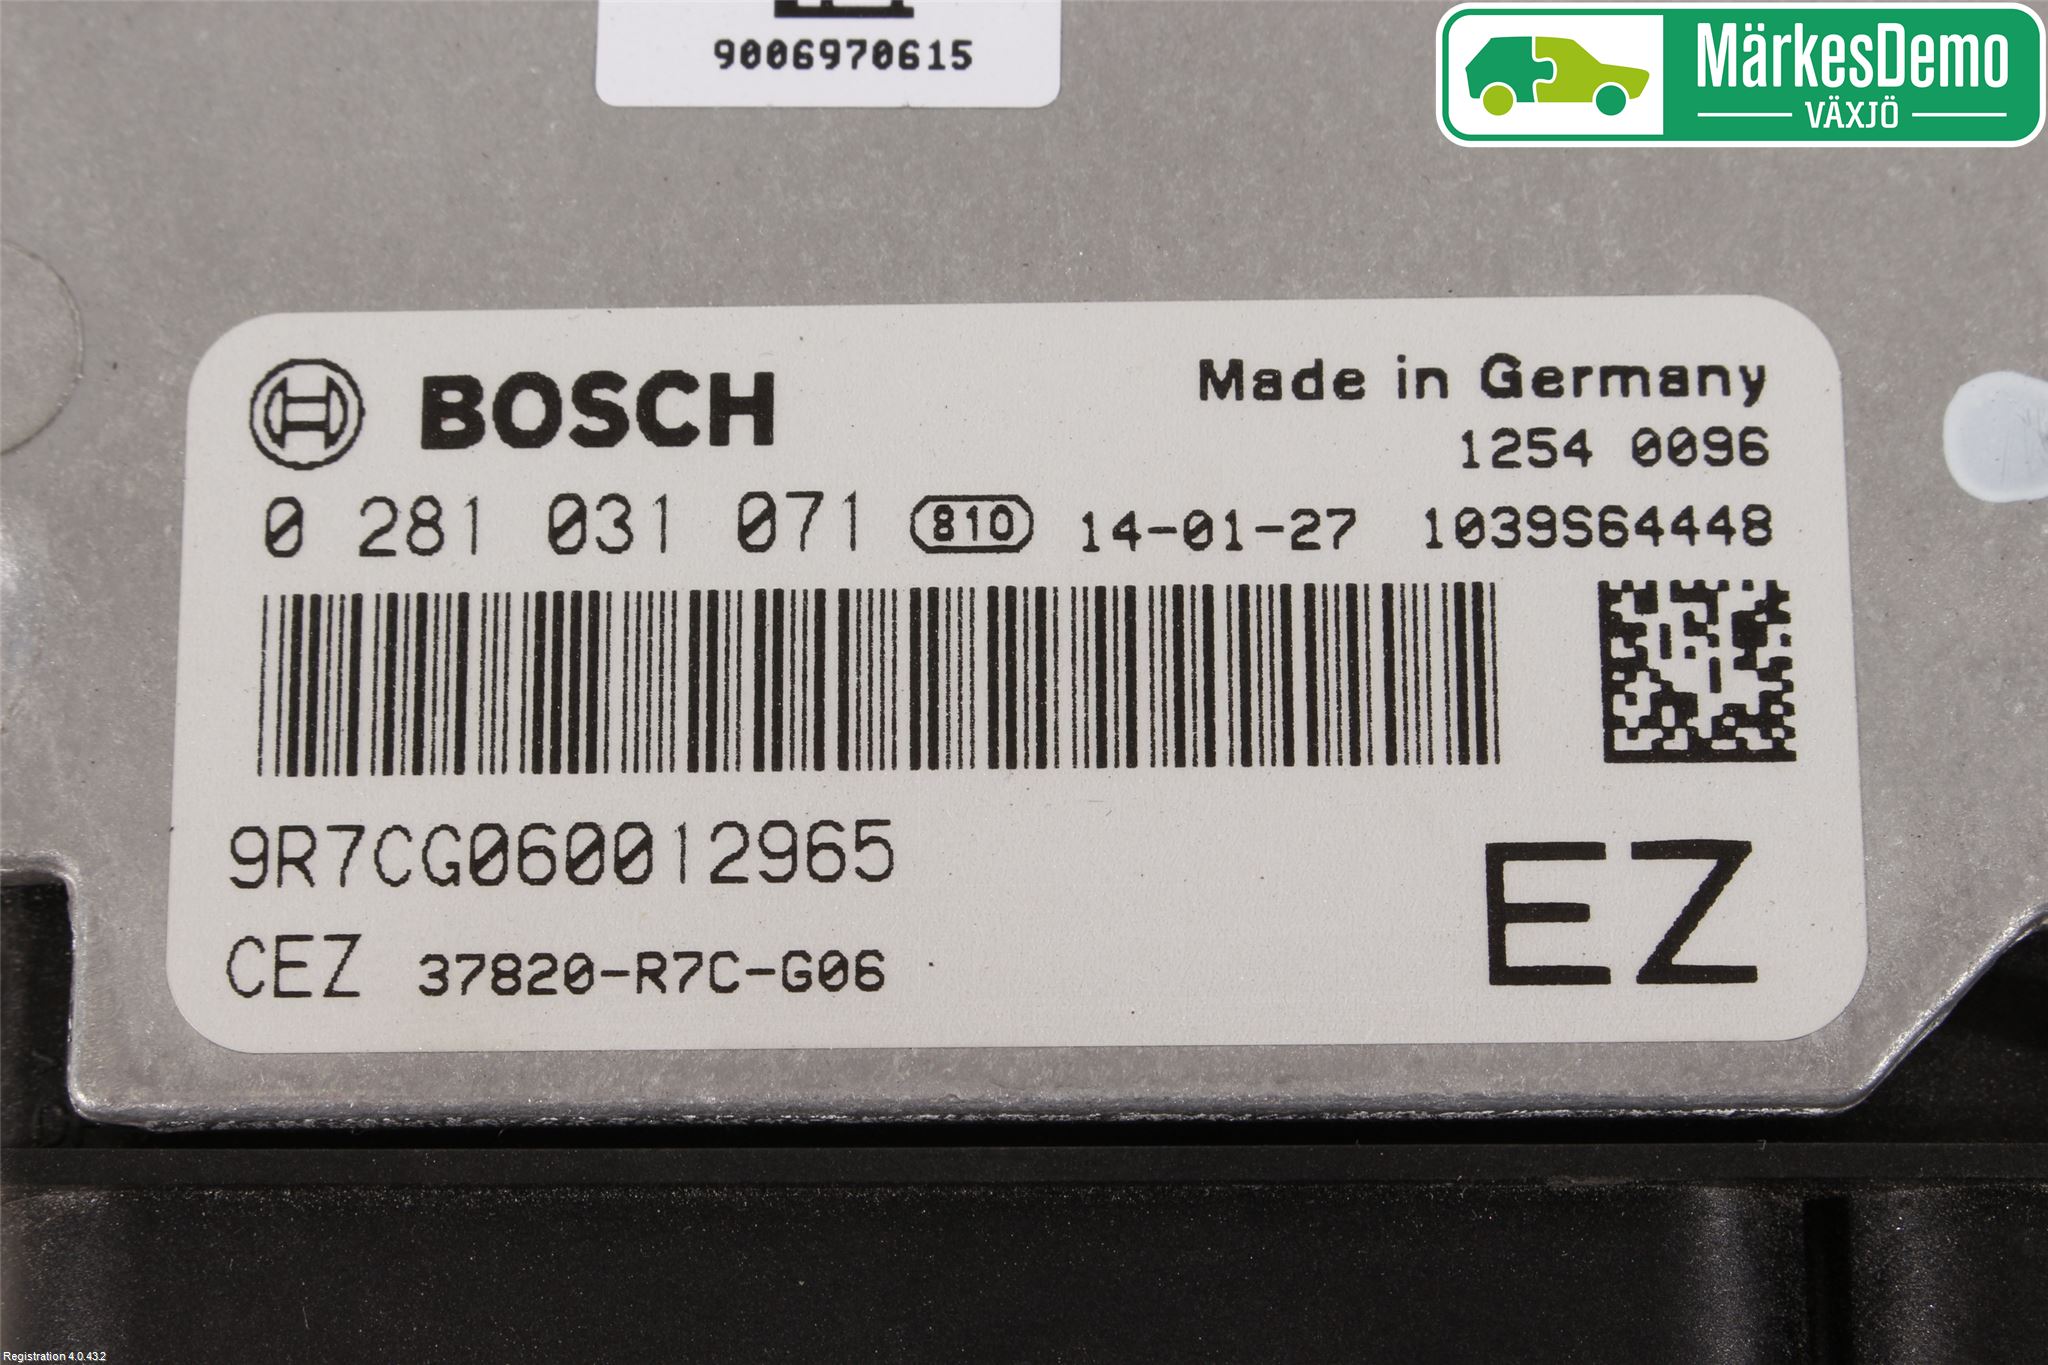 9006970615
MärkesDemo
VÄXJÖ
BOSCH
Made in Germany
1254 0096
0 281 031 071 810 14-01-27 1039S64448
9R7CG060012965
CEZ 37820-R7C-G06
EZ
Registration 4.0.43.2